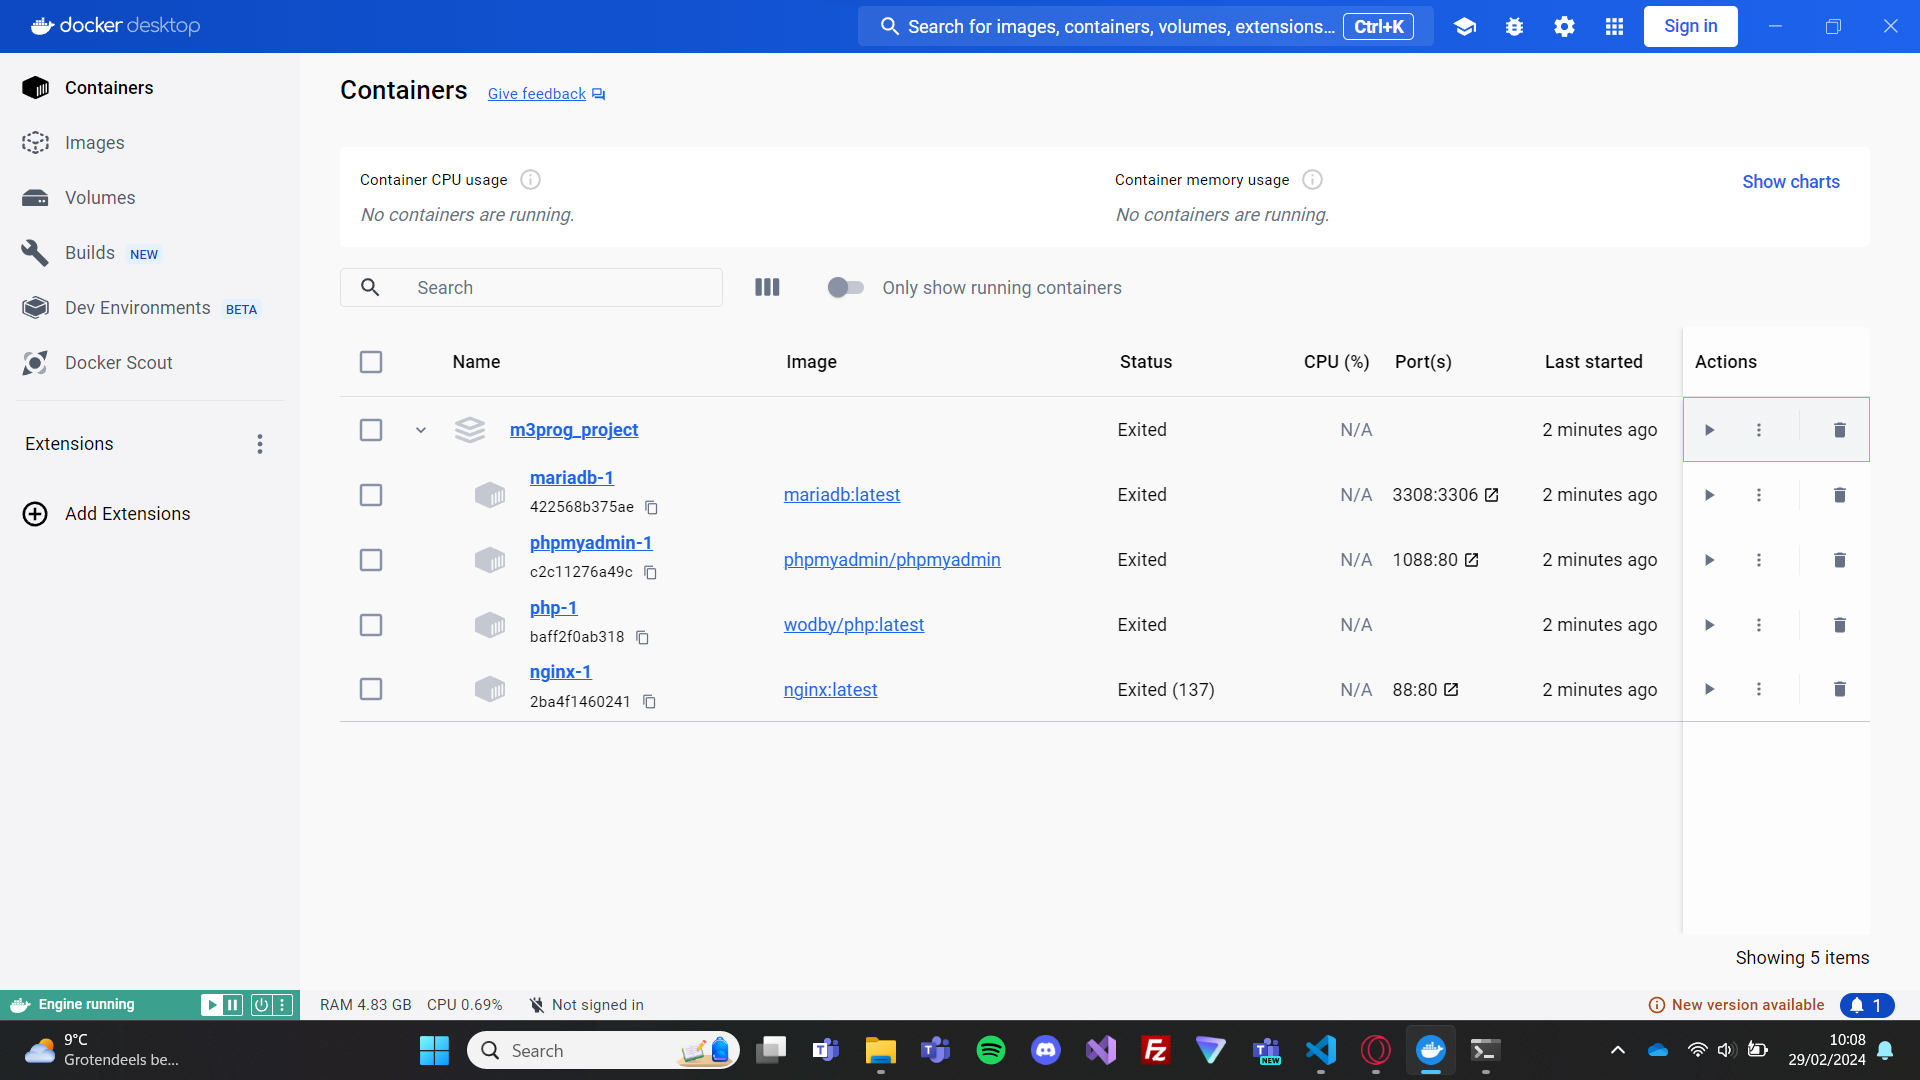 docker desktop
Search for images, containers, volumes, extensions... Ctrl+K
Sign in
Containers
Images
Volumes
Builds NEW
Dev Environments BETA
Docker Scout
Extensions
Add Extensions
Containers Give feedback
Container CPU usage
No containers are running.
Container memory usage
No containers are running.
Show charts
Search
Only show running containers
Name Image Status CPU (%) Port(s) Last started Actions
m3prog_project Exited N/A 2 minutes ago
mariadb-1
422568b375ae
mariadb:latest Exited N/A 3308:3306 2 minutes ago
phpmyadmin-1
c2c11276a49c
phpmyadmin/phpmyadmin Exited N/A 1088:80 2 minutes ago
php-1
baff2f0ab318
wodby/php:latest Exited N/A 2 minutes ago
nginx-1
2ba4f1460241
nginx:latest Exited (137) N/A 88:80 2 minutes ago
Showing 5 items
Engine running
RAM 4.83 GB CPU 0.69% Not signed in
New version available 1
9°C
Grotendeels be...
Search
NEW
10:08
29/02/2024